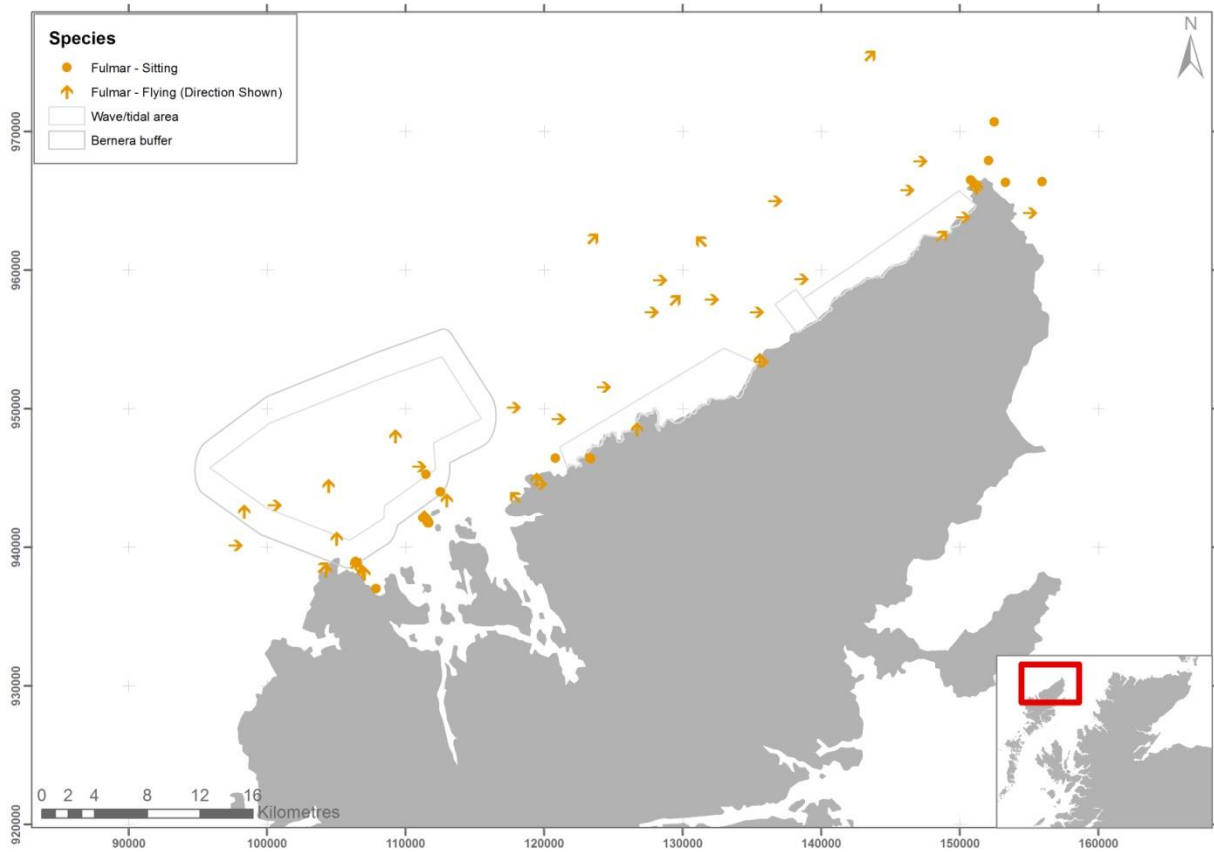 Species
Fulmar - Sitting
Fulmar - Flying (Direction Shown)
Wave/tidal area
Bernera buffer
N
970000
960000
950000
940000
930000
920000
0 2 4 8 12 16
Kilometres
90000 100000 110000 120000 130000 140000 150000 160000